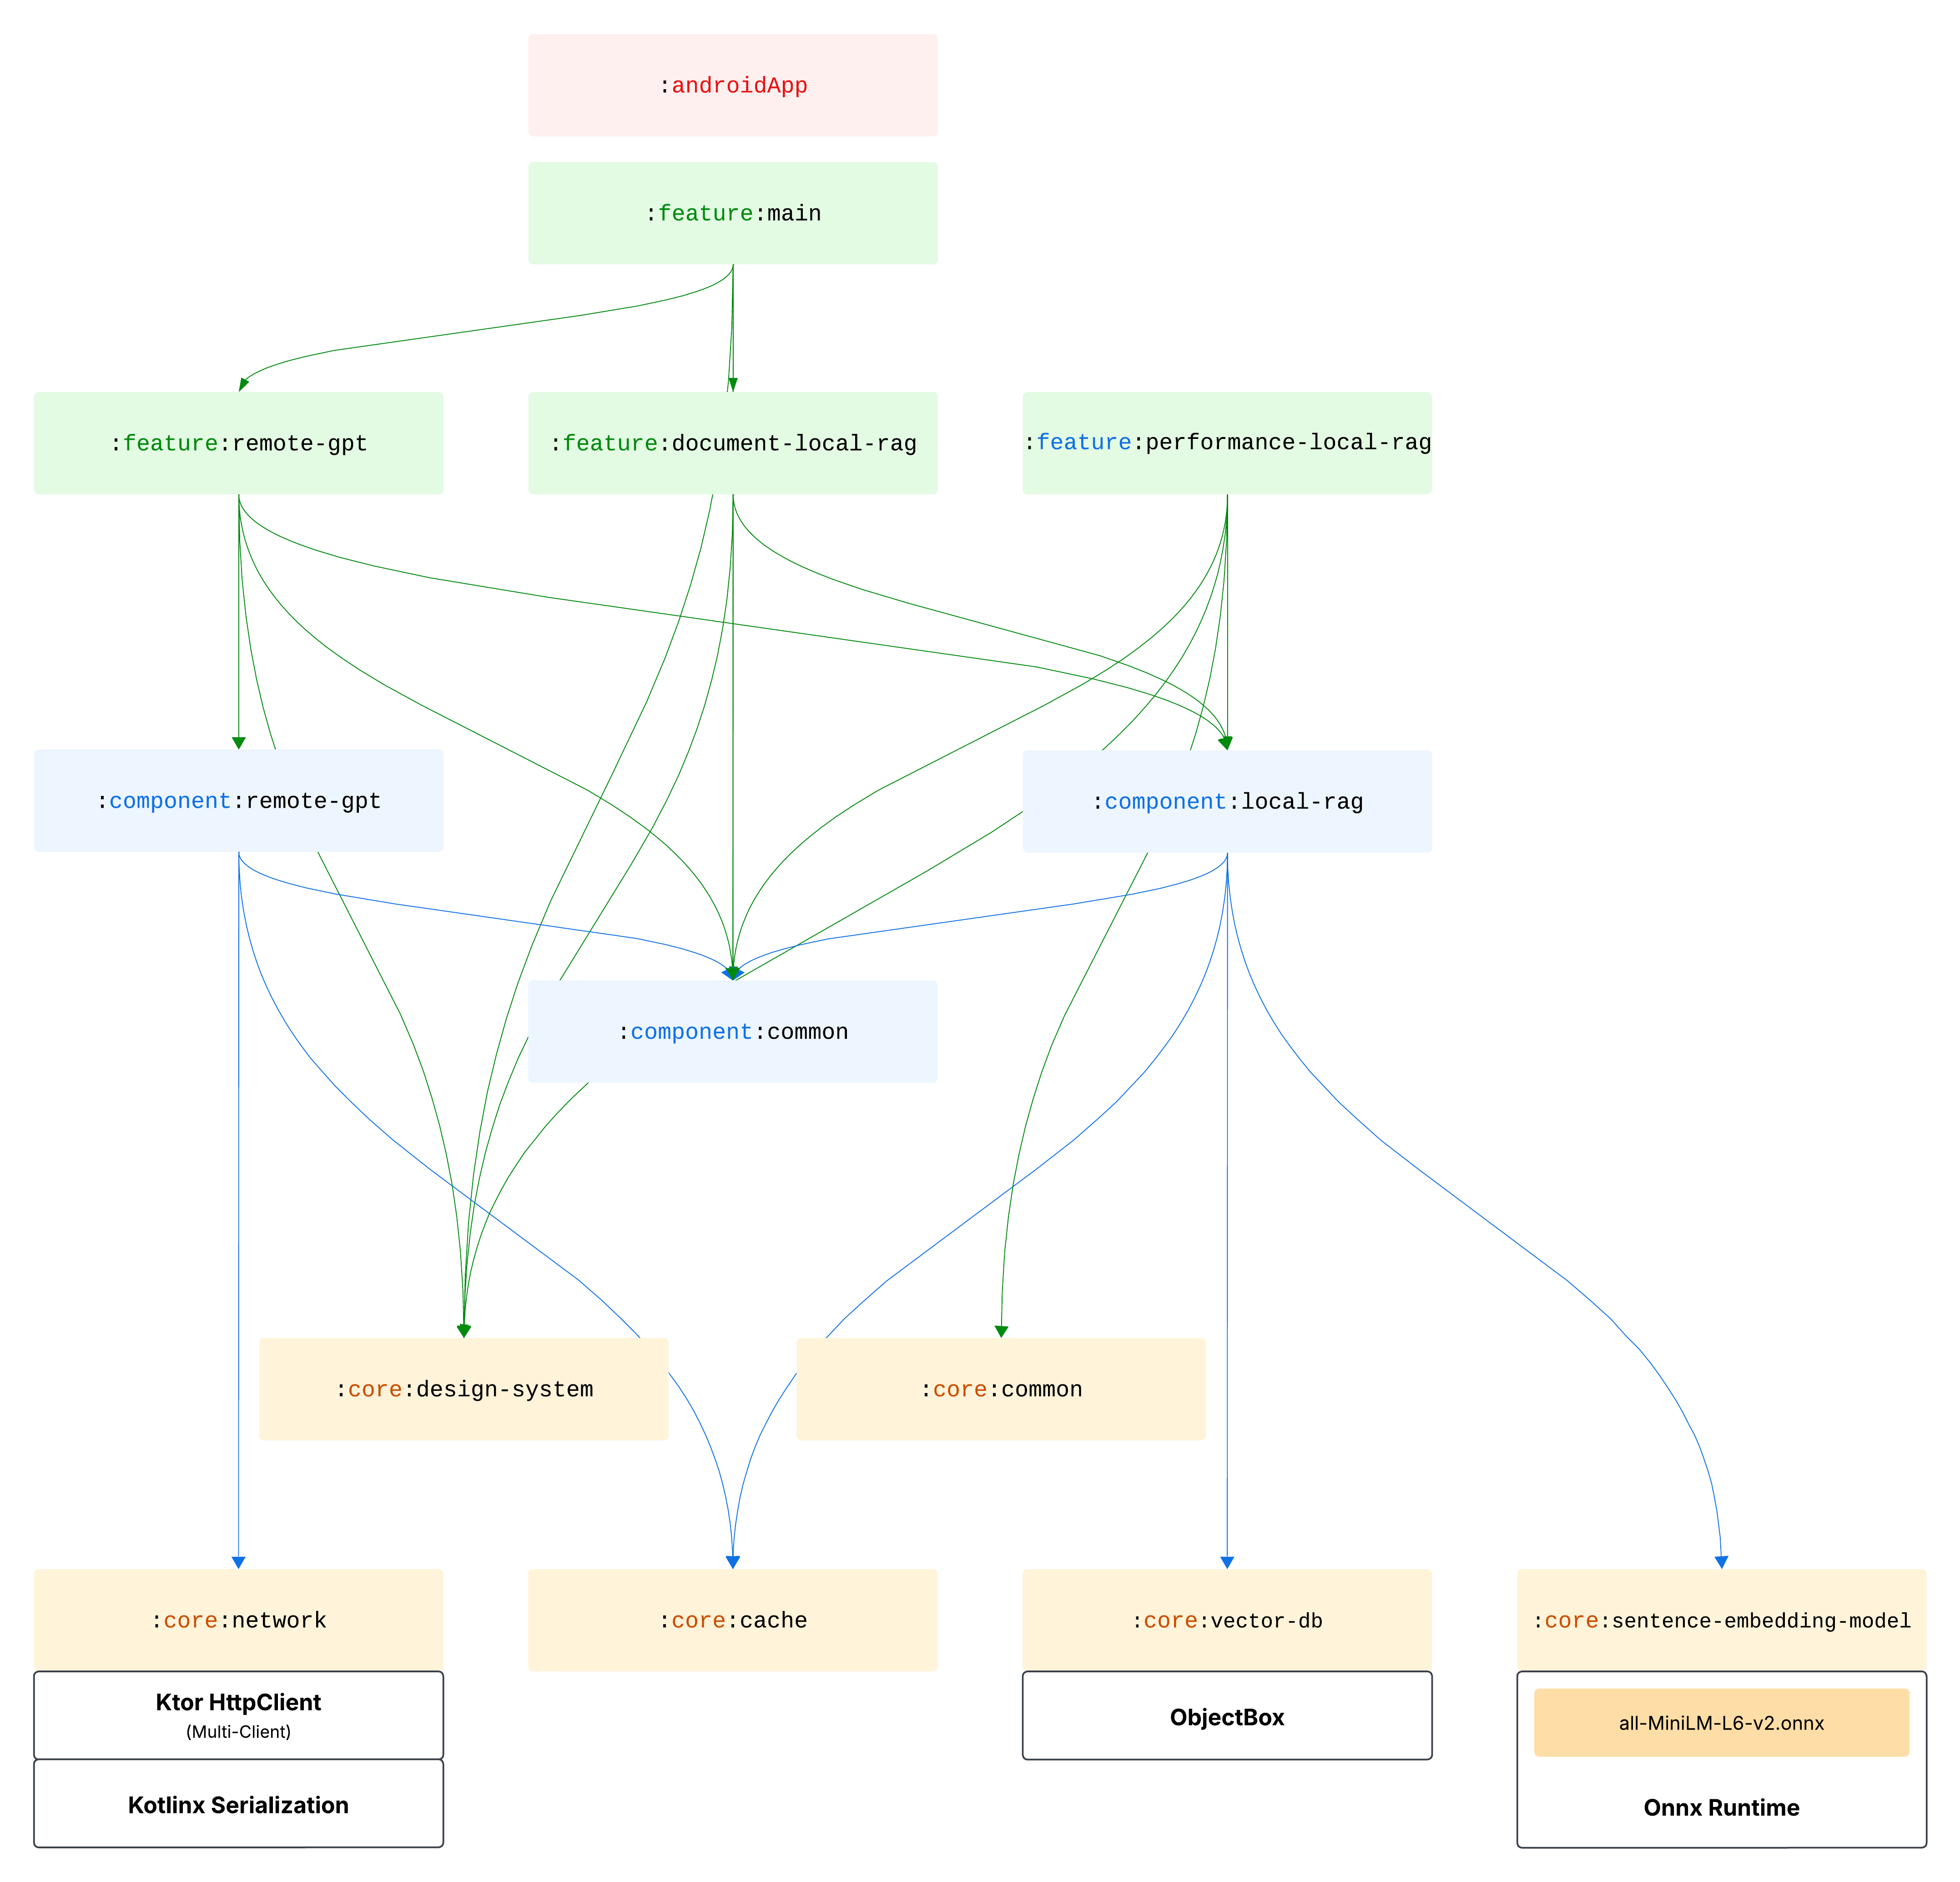 :androidApp
:feature:main
:feature:remote-gpt
:feature:document-local-rag
:feature:performance-local-rag
:component:remote-gpt
:component:local-rag
:component:common
:core:design-system
:core:common
:core:network
:core:cache
:core:vector-db
:core:sentence-embedding-model
Ktor HttpClient
(Multi-Client)
Kotlinx Serialization
ObjectBox
all-MiniLM-L6-v2.onnx
Onnx Runtime